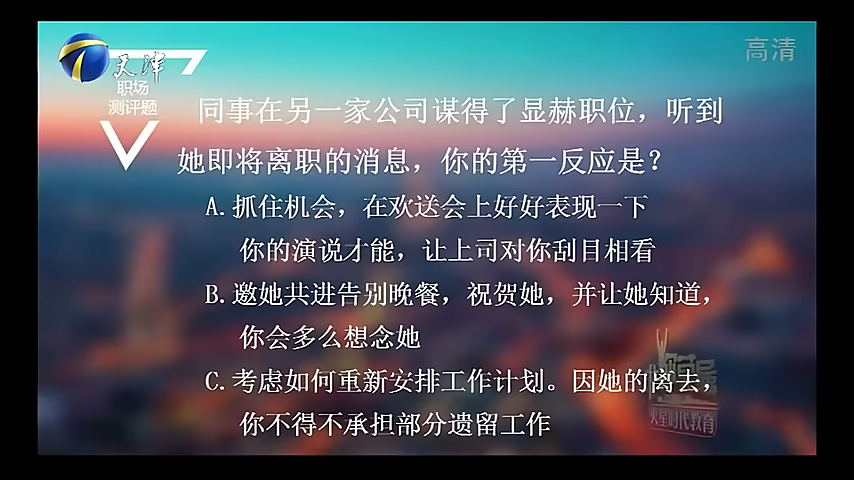 天津
高清
职场
测评题
同事在另一家公司谋得了显赫职位，听到
她即将离职的消息，你的第一反应是？
A.抓住机会，在欢送会上好好表现一下
你的演说才能，让上司对你刮目相看
B.邀她共进告别晚餐，祝贺她，并让她知道，
你会多么想念她
C.考虑如何重新安排工作计划。因她的离去，
你不得不承担部分遗留工作
火星时代教育